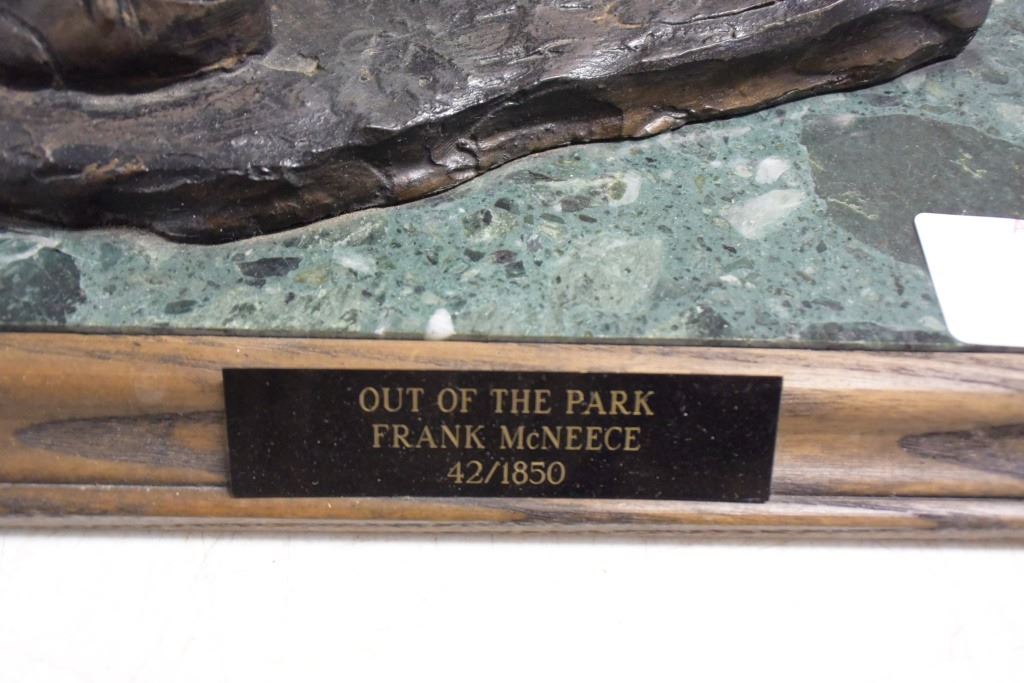 OUT OF THE PARK
FRANK McNEECE
42/1850